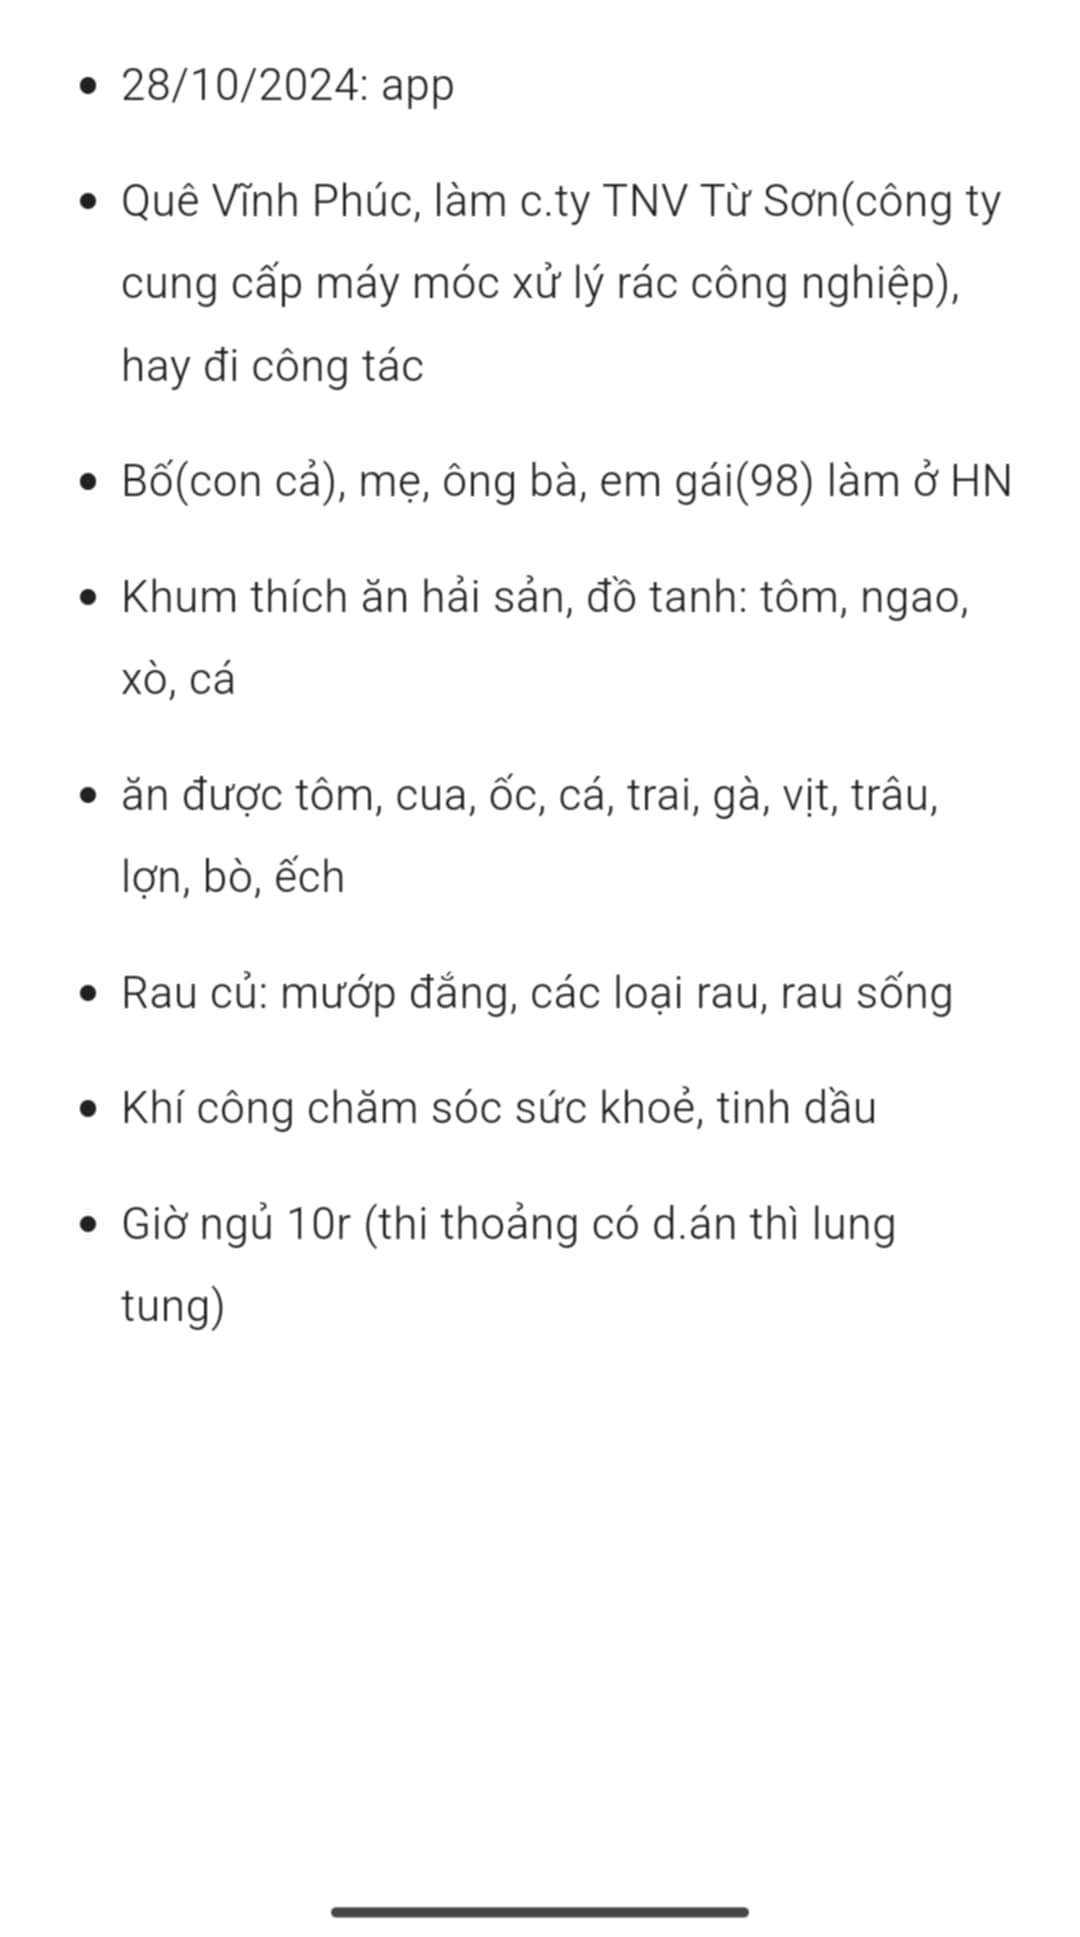 • 28/10/2024: app
• Quê Vĩnh Phúc, làm c.ty TNV Từ Sơn(công ty
cung cấp máy móc xử lý rác công nghiệp),
hay đi công tác
• Bố(con cả), mẹ, ông bà, em gái(98) làm ở HN
• Khum thích ăn hải sản, đồ tanh: tôm, ngao,
xò, cá
• ăn được tôm, cua, ốc, cá, trai, gà, vịt, trâu,
lợn, bò, ếch
• Rau củ: mướp đắng, các loại rau, rau sống
• Khí công chăm sóc sức khoẻ, tinh dầu
• Giờ ngủ 10r (thi thoảng có d.án thì lung
tung)